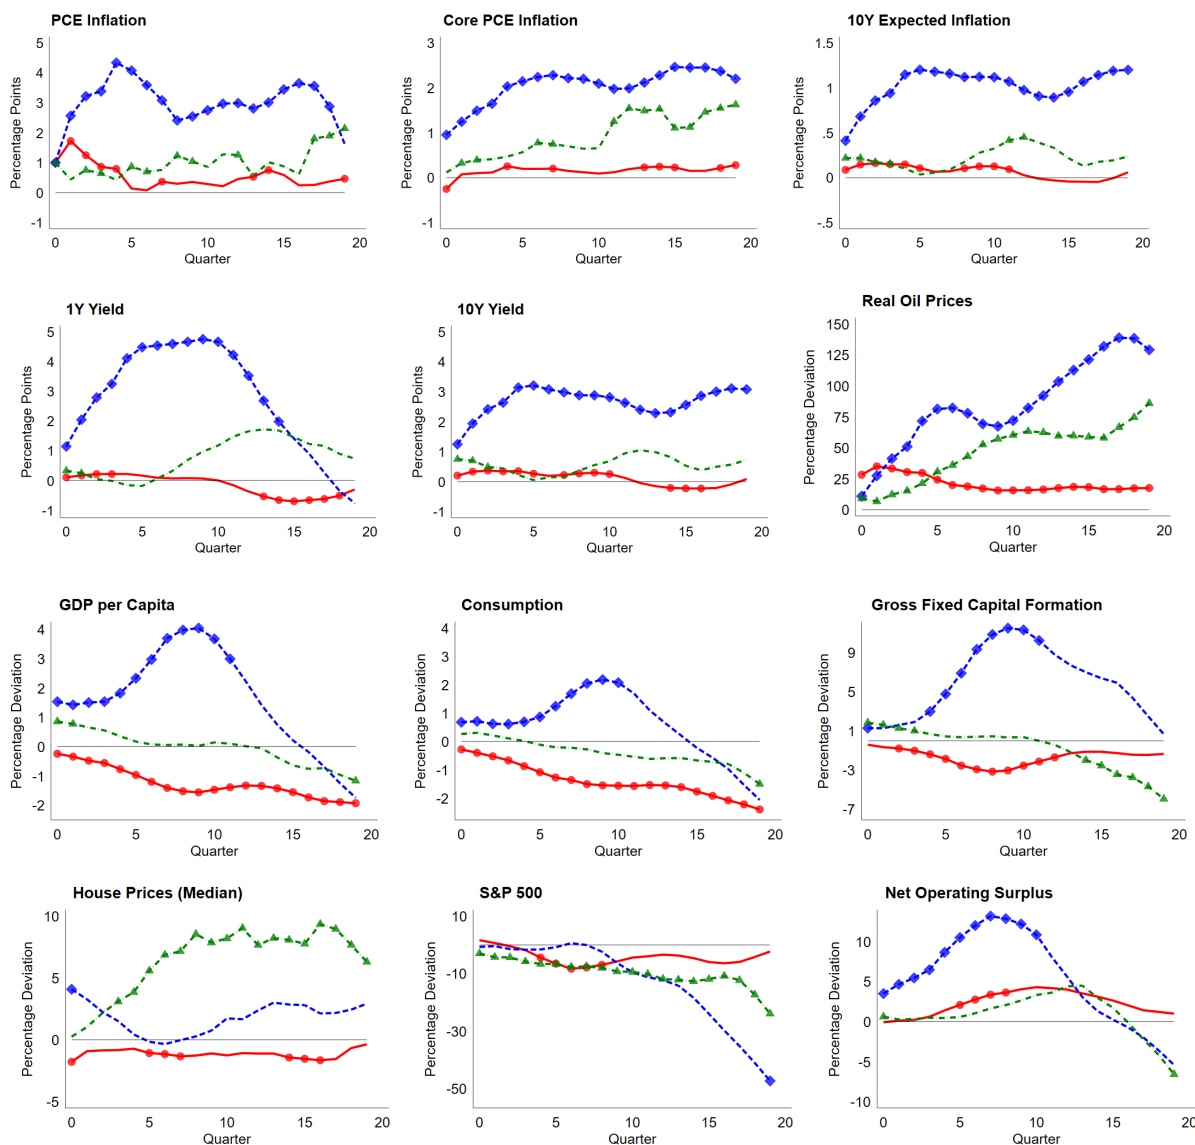 PCE Inflation
Percentage Points
5
4
3
2
1
0
-1
0 5 10 15 20
Quarter
Core PCE Inflation
Percentage Points
3
2
1
0
-1
0 5 10 15 20
Quarter
10Y Expected Inflation
Percentage Points
1.5
1
.5
0
-.5
0 5 10 15 20
Quarter
1Y Yield
Percentage Points
5
4
3
2
1
0
-1
0 5 10 15 20
Quarter
10Y Yield
Percentage Points
5
4
3
2
1
0
-1
0 5 10 15 20
Quarter
Real Oil Prices
Percentage Deviation
150
125
100
75
50
25
0
0 5 10 15 20
Quarter
GDP per Capita
Percentage Deviation
4
3
2
1
0
-1
-2
0 5 10 15 20
Quarter
Consumption
Percentage Deviation
4
3
2
1
0
-1
-2
0 5 10 15 20
Quarter
Gross Fixed Capital Formation
Percentage Deviation
9
5
1
-3
-7
0 5 10 15 20
Quarter
House Prices (Median)
Percentage Deviation
10
5
0
-5
0 5 10 15 20
Quarter
S&P 500
Percentage Deviation
10
-10
-30
-50
0 5 10 15 20
Quarter
Net Operating Surplus
Percentage Deviation
10
5
0
-5
-10
0 5 10 15 20
Quarter